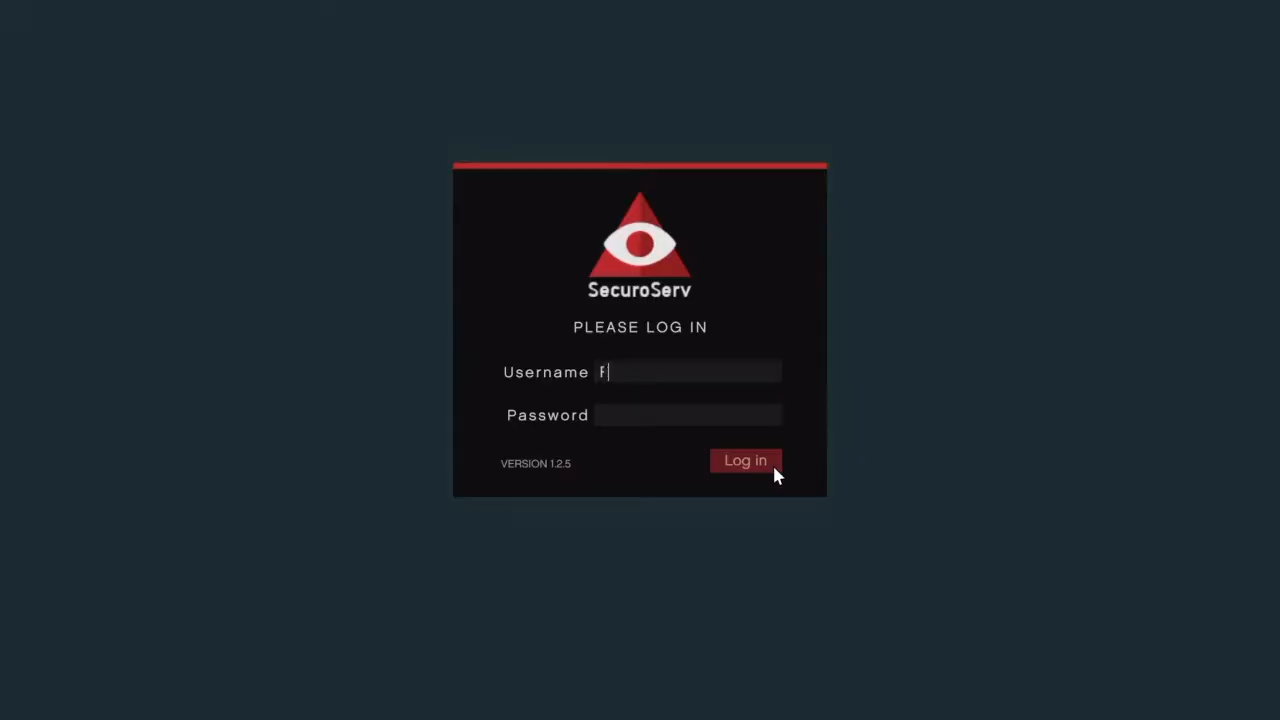 SecuroServ
PLEASE LOG IN
Username F
Password
VERSION 1.2.5 Log in